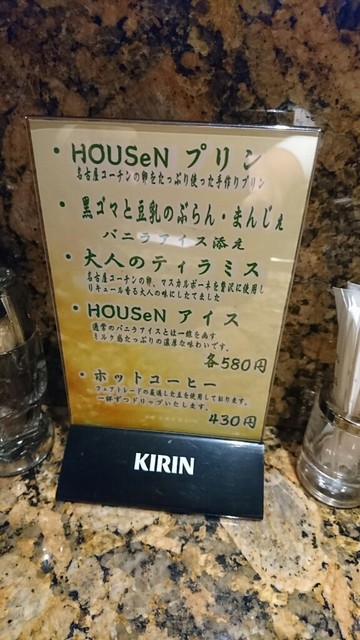 ・HOUSeN プリン
名古屋コーチンの卵をたっぷり使った手作りプリン
・黒ゴマと豆乳のぶらん・まんじぇ
バニラアイス添え
・大人のティラミス
名古屋コーチンの卵、マスカルポーネを贅沢に使用し
リキュール香る大人の味にしたてました
・HOUSeN アイス
通常のバニラアイスとは一線を画す
ミルク感たっぷりの濃厚な味わいです。
各580円
・ホットコーヒー
フェアトレードの厳選した豆を使用しております。
一杯ずつドリップいたします。
430円
KIRIN